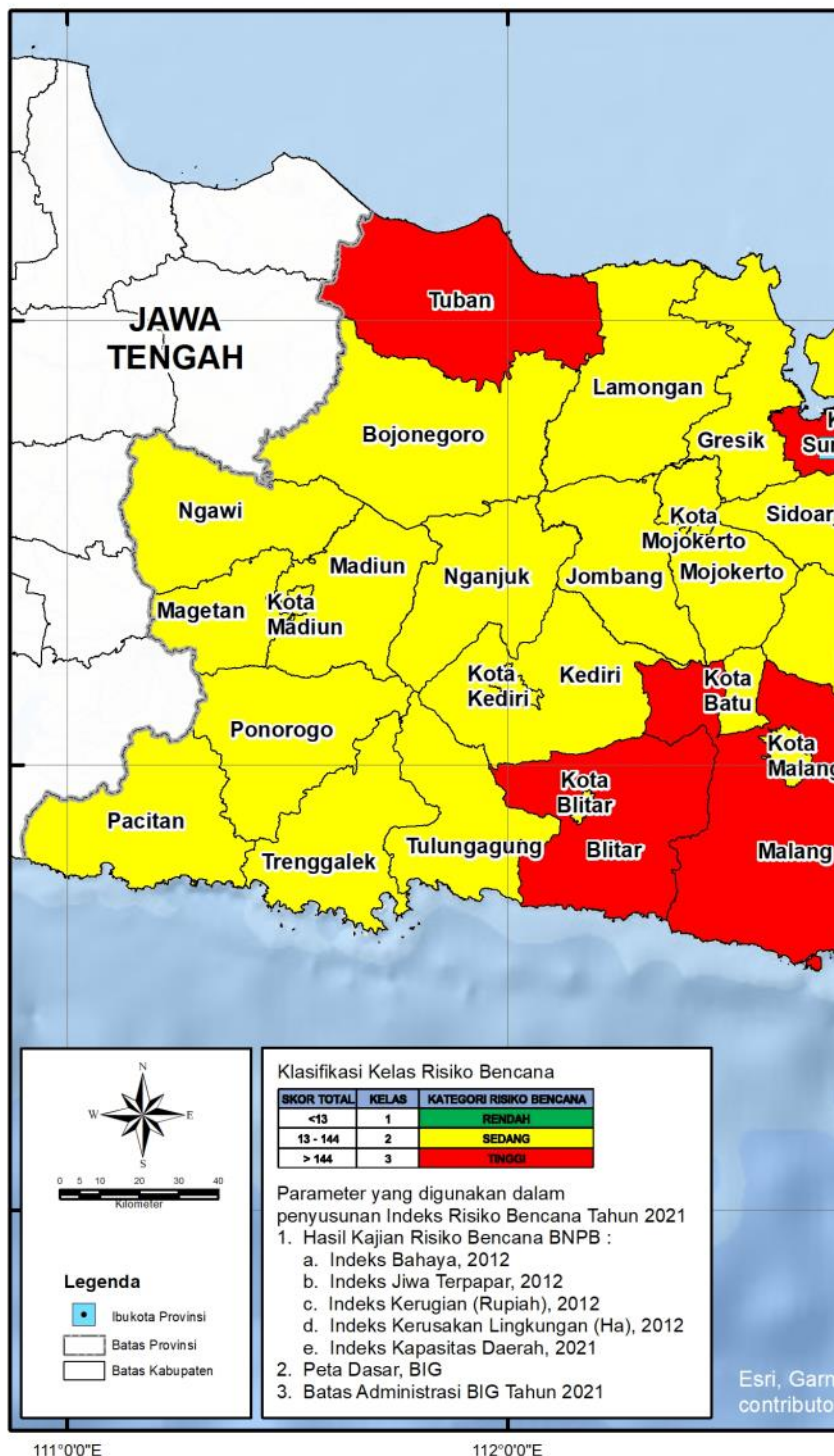 JAWA
TENGAH
Tuban
Lamongan
Bojonegoro
Gresik
K
Sur
Ngawi
Kota
Mojokerto
Sidoar
Madiun
Nganjuk
Jombang
Mojokerto
Magetan
Kota
Madiun
Kota
Kediri
Kediri
Kota
Batu
Ponorogo
Kota
Malang
Kota
Blitar
Pacitan
Trenggalek
Tulungagung
Blitar
Malang
N
W
E
S
0 5 10 20 30 40
Kilometer
Legenda
Ibukota Provinsi
Batas Provinsi
Batas Kabupaten
Klasifikasi Kelas Risiko Bencana
SKOR TOTAL KELAS KATEGORI RISIKO BENCANA
<13 1 RENDAH
13 - 144 2 SEDANG
> 144 3 TINGGI
Parameter yang digunakan dalam
penyusunan Indeks Risiko Bencana Tahun 2021
1. Hasil Kajian Risiko Bencana BNPB :
a. Indeks Bahaya, 2012
b. Indeks Jiwa Terpapar, 2012
c. Indeks Kerugian (Rupiah), 2012
d. Indeks Kerusakan Lingkungan (Ha), 2012
e. Indeks Kapasitas Daerah, 2021
2. Peta Dasar, BIG
3. Batas Administrasi BIG Tahun 2021
Esri, Garm
contributo
111°0'0"E
112°0'0"E